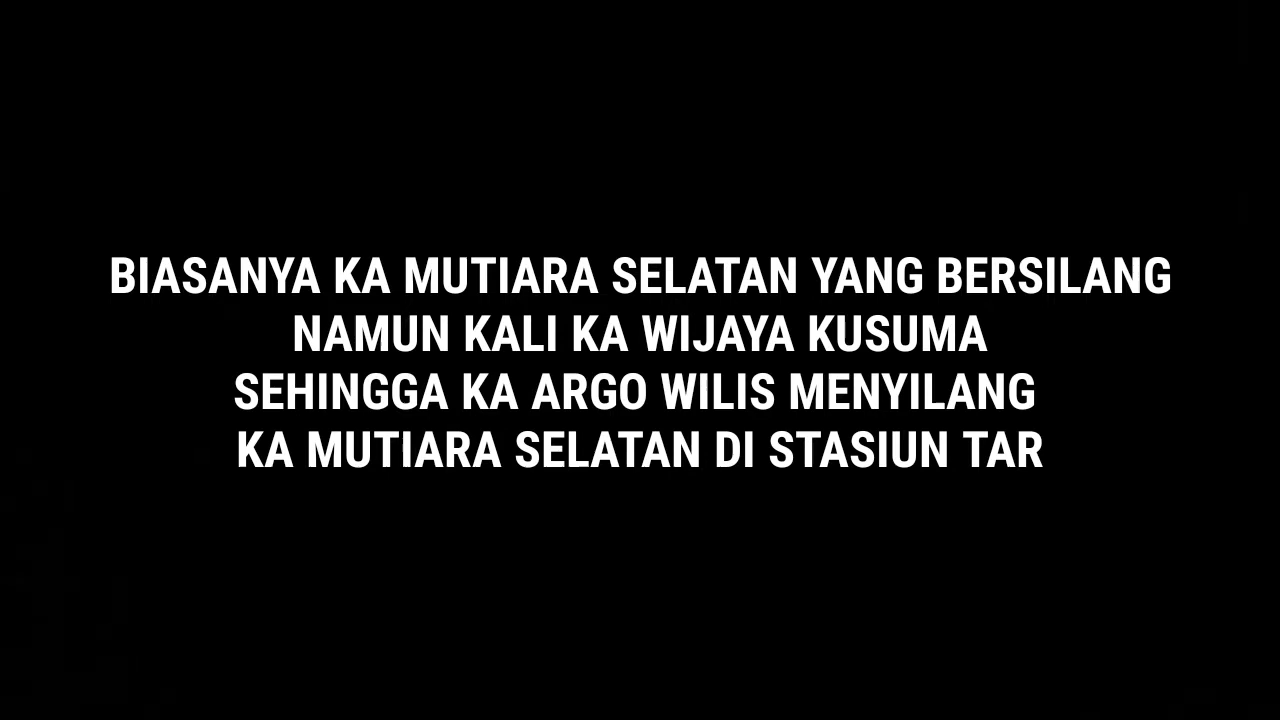 BIASANYA KA MUTIARA SELATAN YANG BERSILANG
NAMUN KALI KA WIJAYA KUSUMA
SEHINGGA KA ARGO WILIS MENYILANG
KA MUTIARA SELATAN DI STASIUN TAR